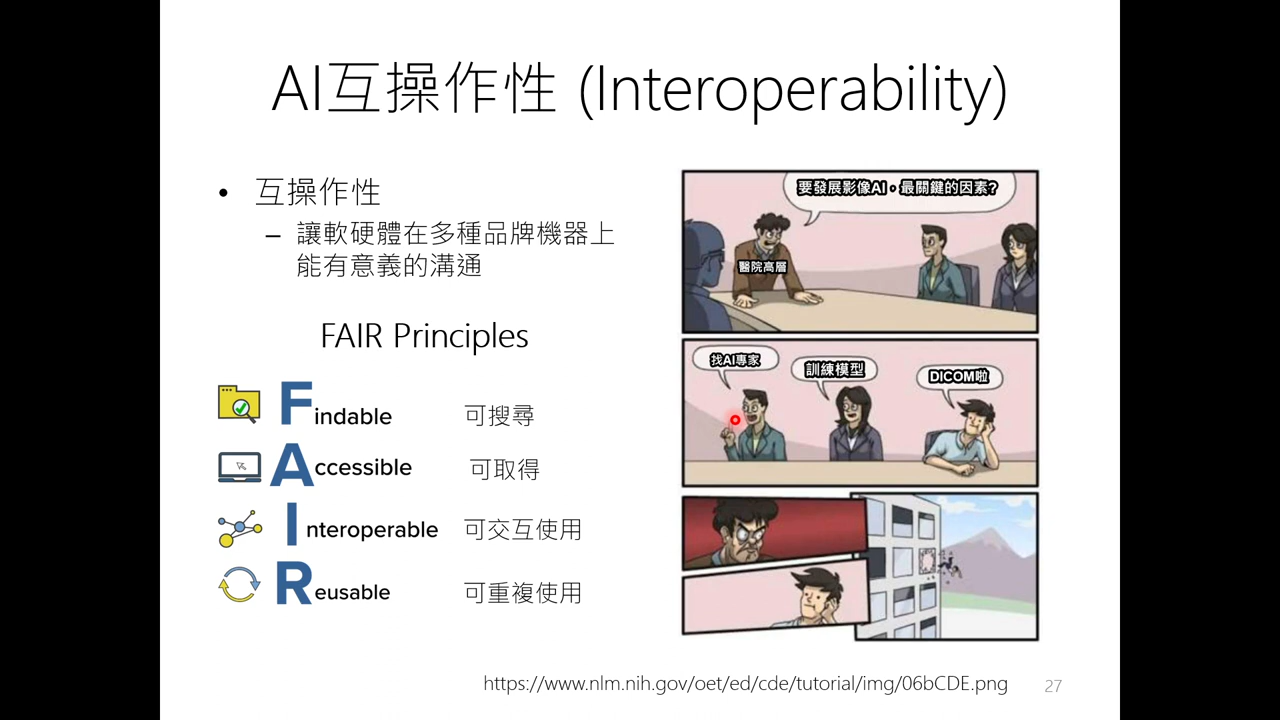 AI互操作性 (Interoperability)
• 互操作性
– 讓軟硬體在多種品牌機器上
能有意義的溝通
FAIR Principles
Findable 可搜尋
Accessible 可取得
Interoperable 可交互使用
Reusable 可重複使用
要發展影像AI，最關鍵的因素?
醫院高層
找AI專家
訓練模型
DICOM啦
https://www.nlm.nih.gov/oet/ed/cde/tutorial/img/06bCDE.png
27